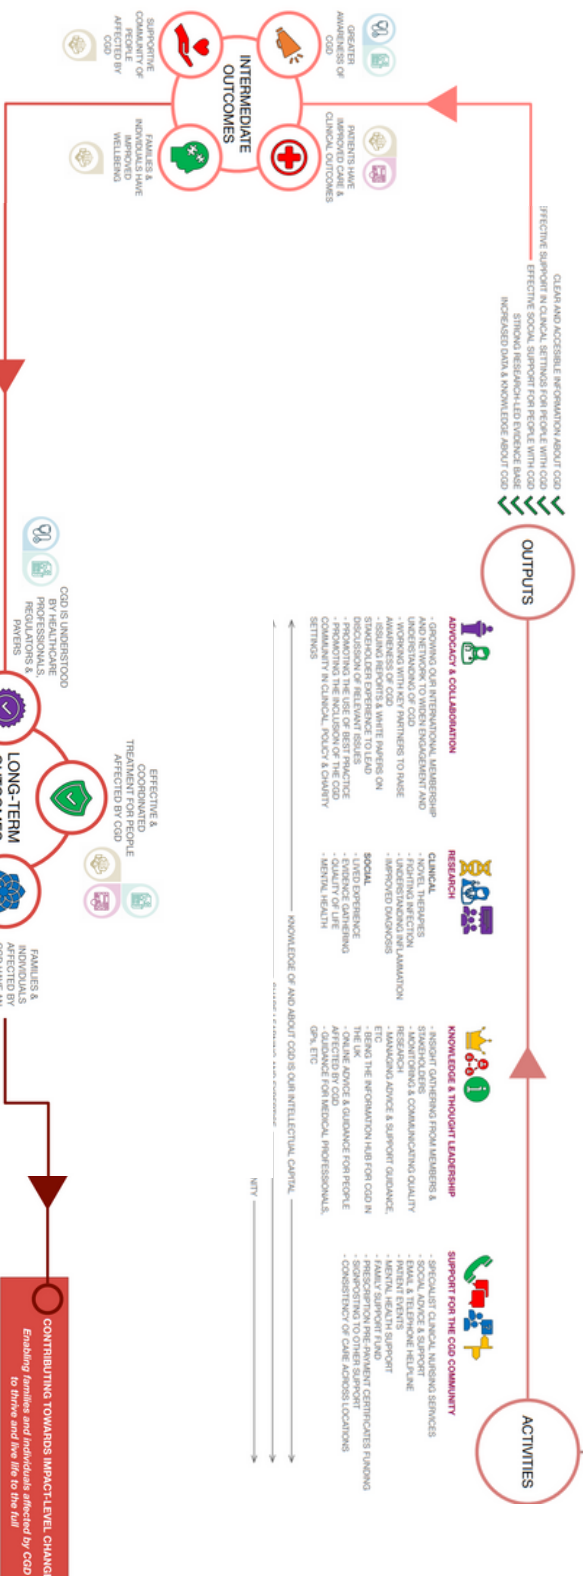 ACTIVITIES
SUPPORT FOR THE CGD COMMUNITY
- SPECIALIST CLINICAL NURSING SERVICES
- SOCIAL ADVICE & SUPPORT
- EMAIL & TELEPHONE HELPLINE
- PATIENT EVENTS
- MENTAL HEALTH SUPPORT
- FAMILY SUPPORT FUND
- PRESCRIPTION PRE-PAYMENT CERTIFICATES FUNDING
- SIGNPOSTING TO OTHER SUPPORT
- CONSISTENCY OF CARE ACROSS LOCATIONS
KNOWLEDGE & THOUGHT LEADERSHIP
- INSIGHT GATHERING FROM MEMBERS &
STAKEHOLDERS
- MONITORING & COMMUNICATING QUALITY
RESEARCH
- MANAGING ADVICE & SUPPORT GUIDANCE,
ETC
- BEING THE INFORMATION HUB FOR CGD IN
THE UK
- ONLINE ADVICE & GUIDANCE FOR PEOPLE
AFFECTED BY CGD
- GUIDANCE FOR MEDICAL PROFESSIONALS,
GPs, ETC
RESEARCH
CLINICAL
- NOVEL THERAPIES
- FIGHTING INFECTION
- UNDERSTANDING INFLAMMATION
- IMPROVED DIAGNOSIS
SOCIAL
- LIVED EXPERIENCE
- EVIDENCE GATHERING
- QUALITY OF LIFE
- MENTAL HEALTH
ADVOCACY & COLLABORATION
- GROWING OUR INTERNATIONAL MEMBERSHIP
AND NETWORK TO WIDEN ENGAGEMENT AND
UNDERSTANDING OF CGD
- WORKING WITH KEY PARTNERS TO RAISE
AWARENESS OF CGD
- ISSUING REPORTS & WHITE PAPERS ON
STAKEHOLDER EXPERIENCE TO LEAD
DISCUSSION OF RELEVANT ISSUES
- PROMOTING THE USE OF BEST PRACTICE
- PROMOTING THE INCLUSION OF THE CGD
COMMUNITY IN CLINICAL, POLICY & CHARITY
SETTINGS
KNOWLEDGE OF AND ABOUT CGD IS OUR INTELLECTUAL CAPITAL
NITY
OUTPUTS
CLEAR AND ACCESIBLE INFORMATION ABOUT CGD
EFFECTIVE SUPPORT IN CLINCAL SETTINGS FOR PEOPLE WITH CGD
EFFECTIVE SOCIAL SUPPORT FOR PEOPLE WITH CGD
STRONG RESEARCH-LED EVIDENCE BASE
INCREASED DATA & KNOWLEDGE ABOUT CGD
INTERMEDIATE
OUTCOMES
GREATER
AWARENESS OF
CGD
PATIENTS HAVE
IMPROVED CARE &
CLINICAL OUTCOMES
SUPPORTIVE
COMMUNITY OF
PEOPLE
AFFECTED BY
CGD
FAMILIES &
INDIVIDUALS HAVE
IMPROVED
WELLBEING
LONG-TERM
OUTCOMES
CGD IS UNDERSTOOD
BY HEALTHCARE
PROFESSIONALS,
REGULATORS &
PAYERS
EFFECTIVE &
COORDINATED
TREATMENT FOR PEOPLE
AFFECTED BY CGD
FAMILIES &
INDIVIDUALS
AFFECTED BY
CGD HAVE AN
CONTRIBUTING TOWARDS IMPACT-LEVEL CHANGE
Enabling families and individuals affected by CGD
to thrive and live life to the full